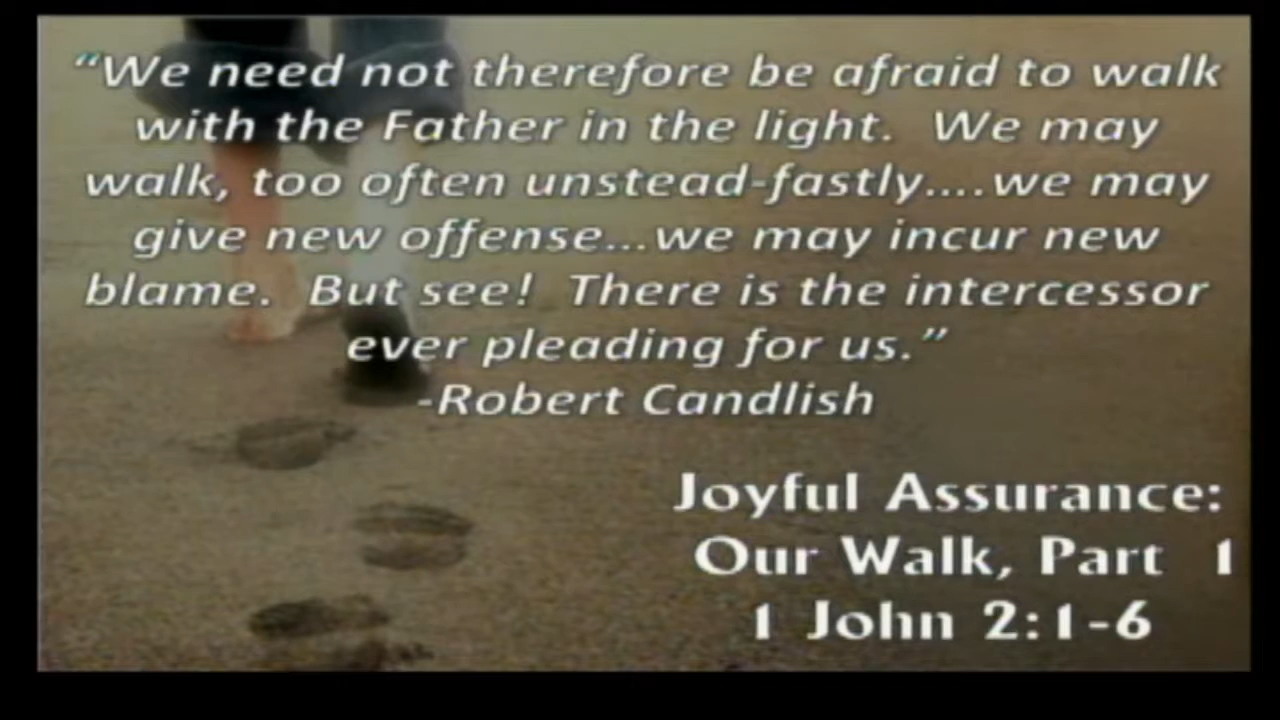 “We need not therefore be afraid to walk
with the Father in the light.  We may
walk, too often unstead-fastly....we may
give new offense...we may incur new
blame.  But see!  There is the intercessor
ever pleading for us.”
-Robert Candlish
Joyful Assurance:
Our Walk, Part  1
1 John 2:1-6